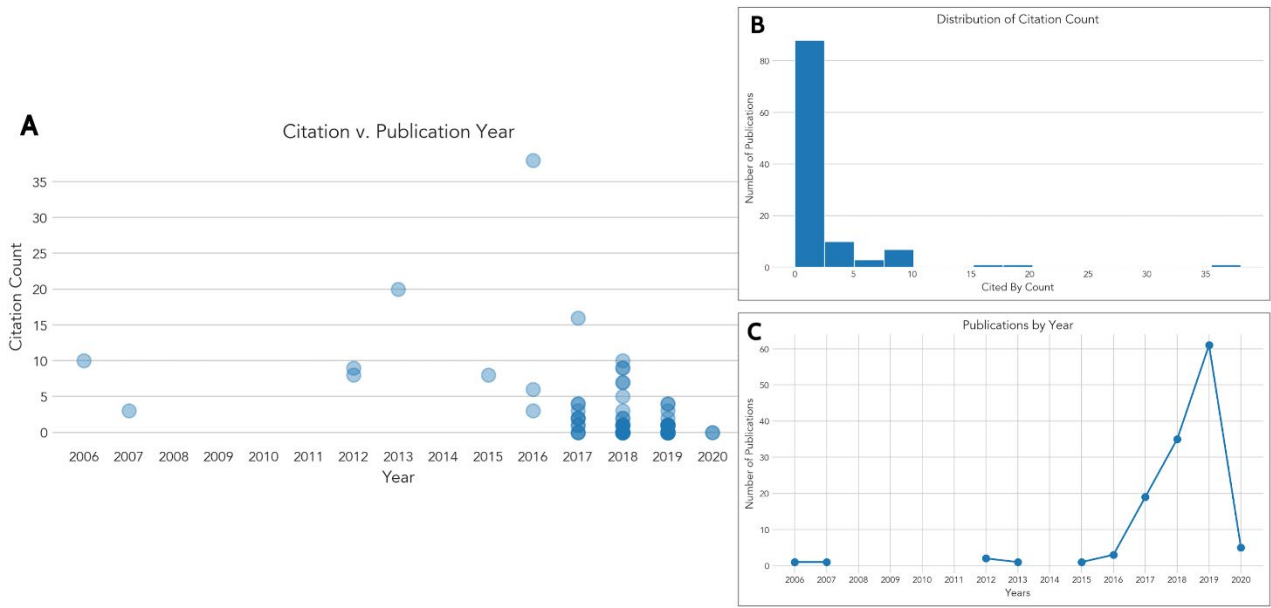 A
Citation v. Publication Year
Citation Count
35
30
25
20
15
10
5
0
2006 2007 2008 2009 2010 2011 2012 2013 2014 2015 2016 2017 2018 2019 2020
Year
B
Distribution of Citation Count
Number of Publications
80
60
40
20
0
0 5 10 15 20 25 30 35
Cited By Count
C
Publications by Year
Number of Publications
60
50
40
30
20
10
0
2006 2007 2008 2009 2010 2011 2012 2013 2014 2015 2016 2017 2018 2019 2020
Years